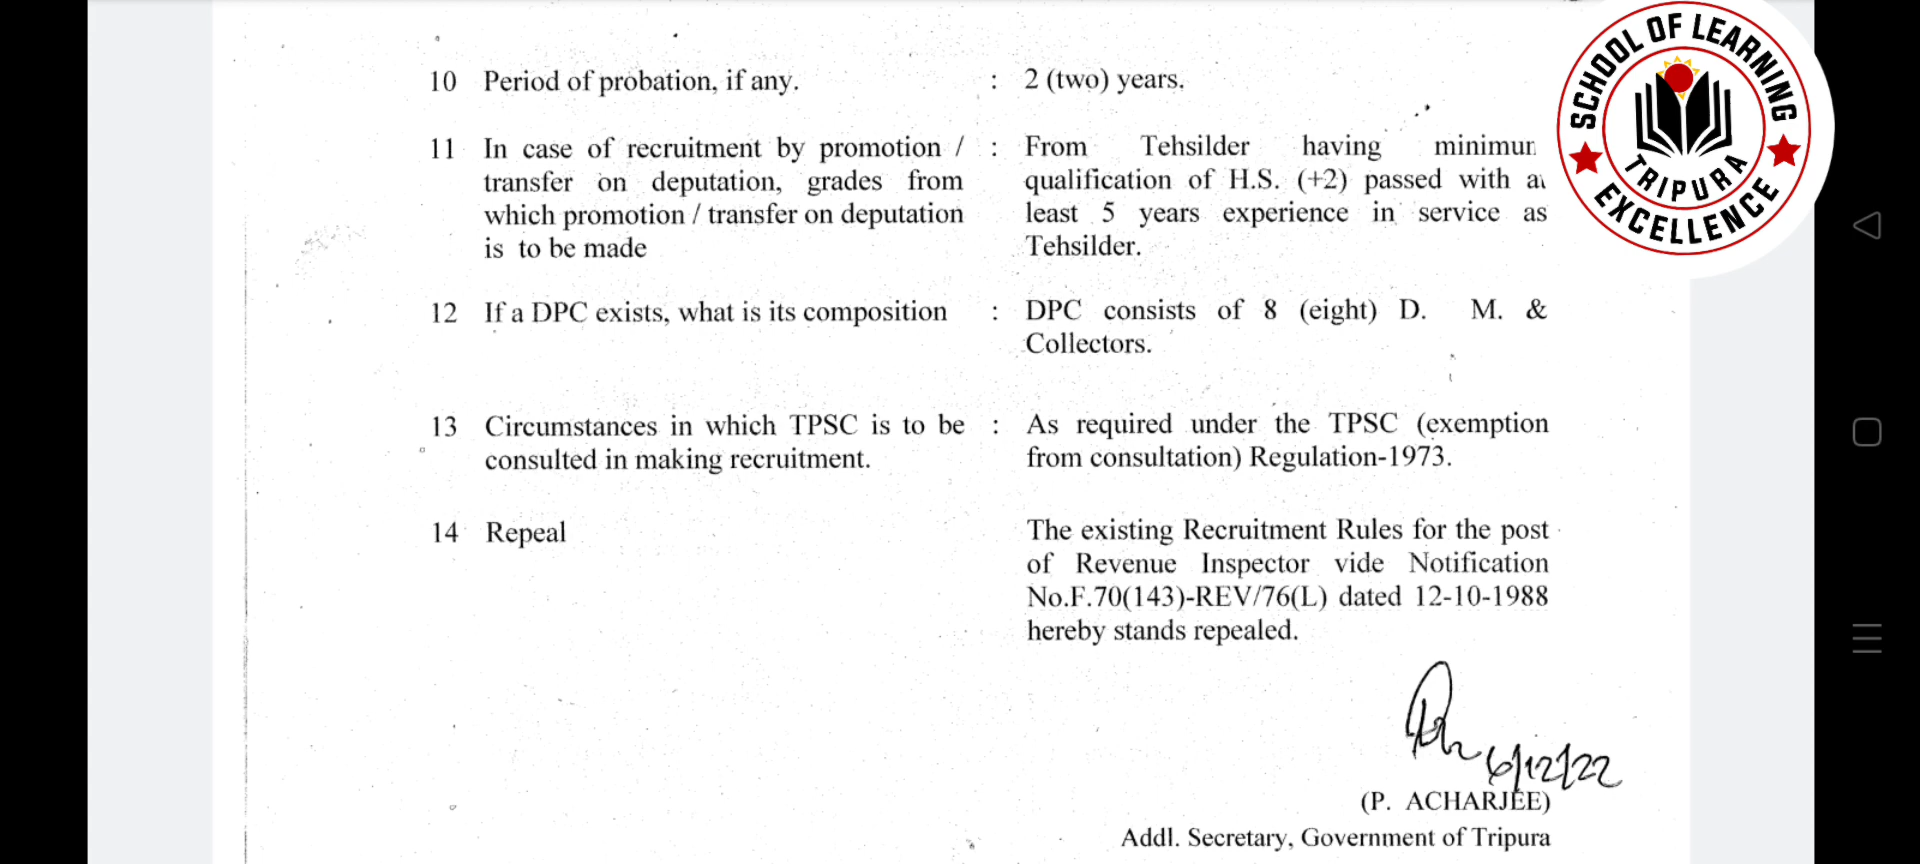 10 Period of probation, if any. : 2 (two) years.
11 In case of recruitment by promotion / : From Tehsilder having
transfer on deputation, grades from qualification of H.S. (+2) passed with
which promotion / transfer on deputation least 5 years experience in service as
is to be made Tehsilder.
12 If a DPC exists, what is its composition : DPC consists of 8 (eight) D. M. &
Collectors.
13 Circumstances in which TPSC is to be : As required under the TPSC (exemption
consulted in making recruitment. from consultation) Regulation-1973.
14 Repeal The existing Recruitment Rules for the post
of Revenue Inspector vide Notification
No.F.70(143)-REV/76(L) dated 12-10-1988
hereby stands repealed.
6/12/22
(P. ACHARJEE)
Addl. Secretary, Government of Tripura
SCHOOL OF LEARNING
TRIPURA
EXCELLENCE